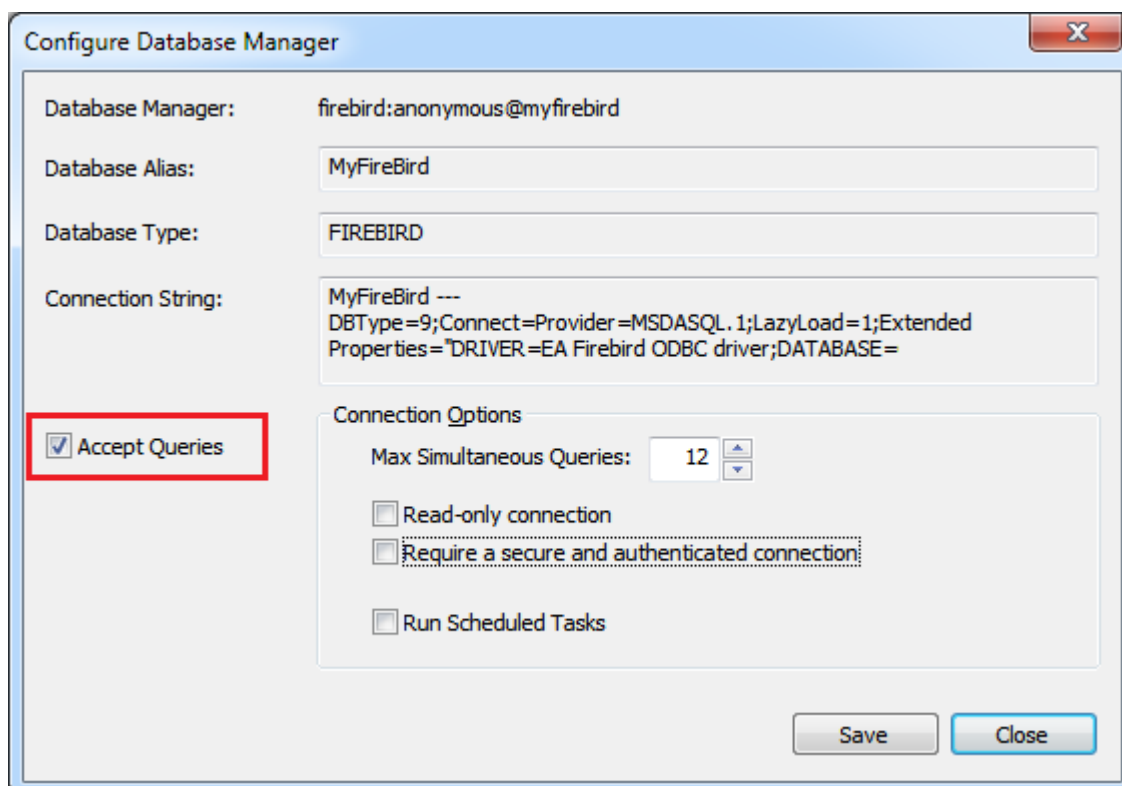 Configure Database Manager
Database Manager: firebird:anonymous@myfirebird
Database Alias: MyFireBird
Database Type: FIREBIRD
Connection String: MyFireBird ---
DBType=9;Connect=Provider=MSDASQL.1;LazyLoad=1;Extended
Properties="DRIVER=EA Firebird ODBC driver;DATABASE=
Accept Queries
Connection Options
Max Simultaneous Queries: 12
Read-only connection
Require a secure and authenticated connection
Run Scheduled Tasks
Save Close